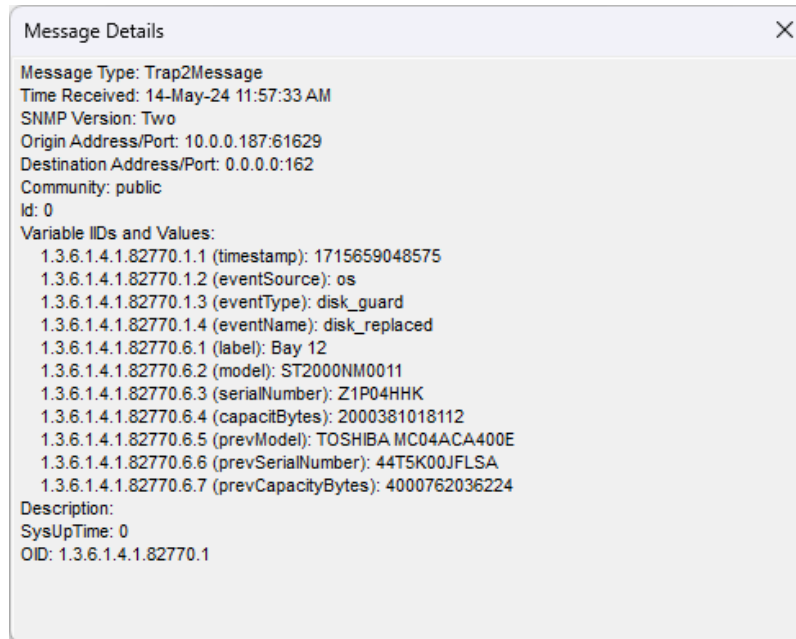 Message Details
Message Type: Trap2Message
Time Received: 14-May-24 11:57:33 AM
SNMP Version: Two
Origin Address/Port: 10.0.0.187:61629
Destination Address/Port: 0.0.0.0:162
Community: public
Id: 0
Variable IIDs and Values:
1.3.6.1.4.1.82770.1.1 (timestamp): 1715659048575
1.3.6.1.4.1.82770.1.2 (eventSource): os
1.3.6.1.4.1.82770.1.3 (eventType): disk_guard
1.3.6.1.4.1.82770.1.4 (eventName): disk_replaced
1.3.6.1.4.1.82770.6.1 (label): Bay 12
1.3.6.1.4.1.82770.6.2 (model): ST2000NM0011
1.3.6.1.4.1.82770.6.3 (serialNumber): Z1P04HHK
1.3.6.1.4.1.82770.6.4 (capacitBytes): 2000381018112
1.3.6.1.4.1.82770.6.5 (prevModel): TOSHIBA MC04ACA400E
1.3.6.1.4.1.82770.6.6 (prevSerialNumber): 44T5K00JFLSA
1.3.6.1.4.1.82770.6.7 (prevCapacityBytes): 4000762036224
Description:
SysUpTime: 0
OID: 1.3.6.1.4.1.82770.1